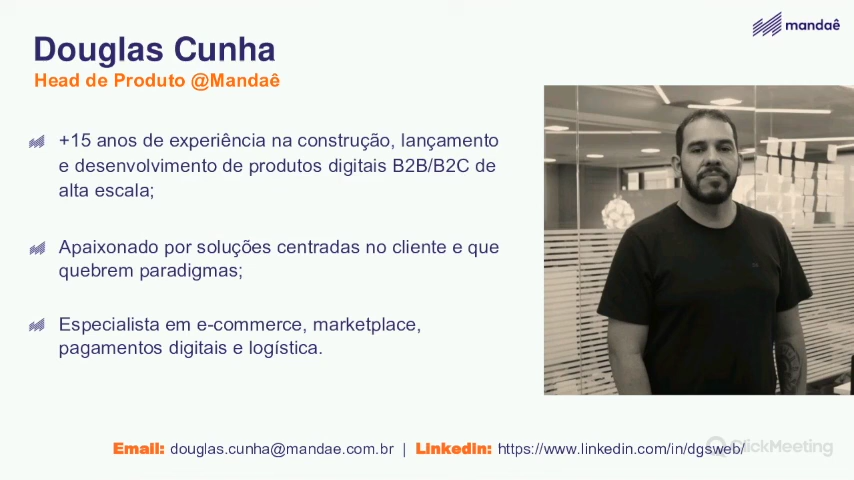 mandaê
Douglas Cunha
Head de Produto @Mandaê
+15 anos de experiência na construção, lançamento
e desenvolvimento de produtos digitais B2B/B2C de
alta escala;
Apaixonado por soluções centradas no cliente e que
quebrem paradigmas;
Especialista em e-commerce, marketplace,
pagamentos digitais e logística.
Email: douglas.cunha@mandae.com.br | Linkedin: https://www.linkedin.com/in/dgsweb/
ClickMeeting